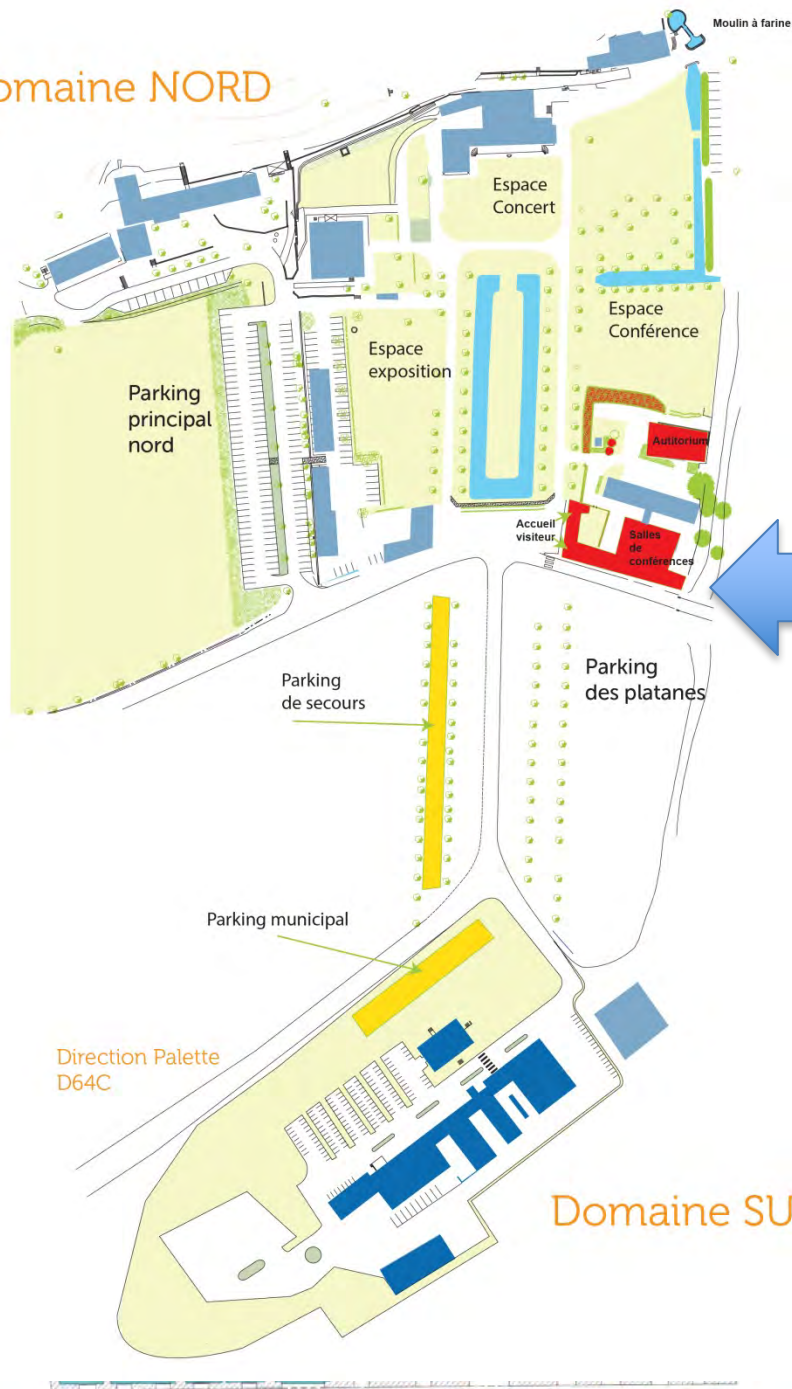 Moulin à farine
omaine NORD
Espace
Concert
Espace
Conférence
Espace
exposition
Parking
principal
nord
Autitorium
Accueil
visiteur
Salles
de
conférences
Parking
de secours
Parking
des platanes
Parking municipal
Direction Palette
D64C
Domaine SU